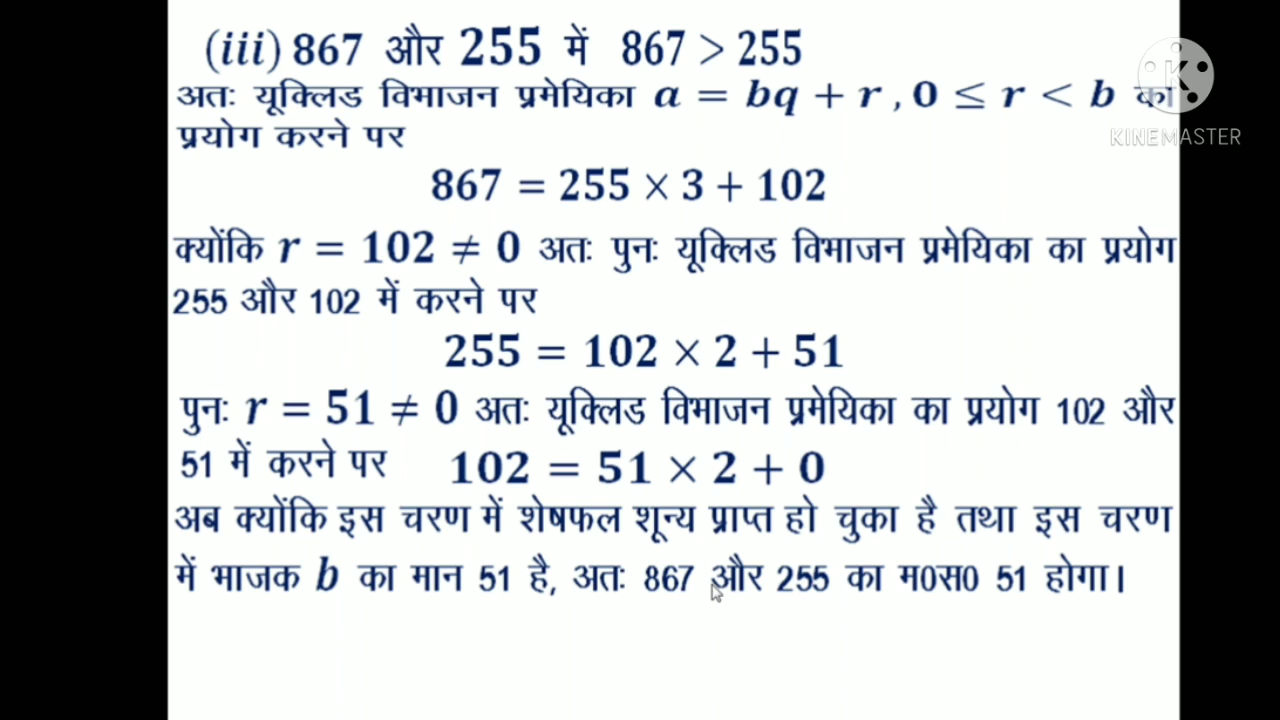 (iii) 867 और 255 में 867 > 255
अतः यूक्लिड विभाजन प्रमेयिका a = bq + r , 0 ≤ r < b का
प्रयोग करने पर
KINEMASTER
867 = 255 × 3 + 102
क्योंकि r = 102 ≠ 0 अतः पुनः यूक्लिड विभाजन प्रमेयिका का प्रयोग
255 और 102 में करने पर
255 = 102 × 2 + 51
पुनः r = 51 ≠ 0 अतः यूक्लिड विभाजन प्रमेयिका का प्रयोग 102 और
51 में करने पर 102 = 51 × 2 + 0
अब क्योंकि इस चरण में शेषफल शून्य प्राप्त हो चुका है तथा इस चरण
में भाजक b का मान 51 है, अतः 867 और 255 का म0स0 51 होगा।